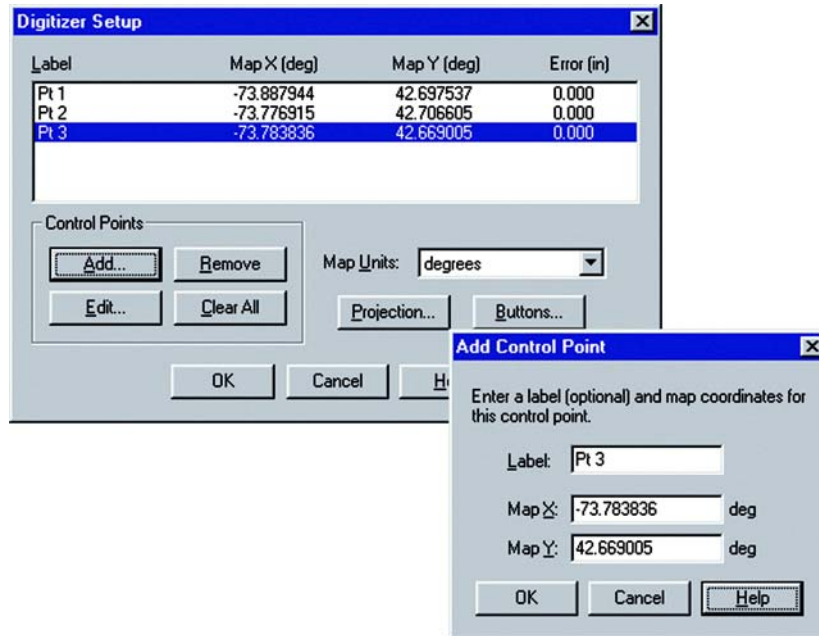 Digitizer Setup
Label Map X (deg) Map Y (deg) Error (in)
Pt 1 -73.887944 42.697537 0.000
Pt 2 -73.776915 42.706605 0.000
Pt 3 -73.783836 42.669005 0.000
Control Points
Add... Remove Map Units: degrees
Edit... Clear All Projection... Buttons...
OK Cancel
Add Control Point
Enter a label (optional) and map coordinates for
this control point.
Label: Pt 3
Map X: -73.783836 deg
Map Y: 42.669005 deg
OK Cancel Help